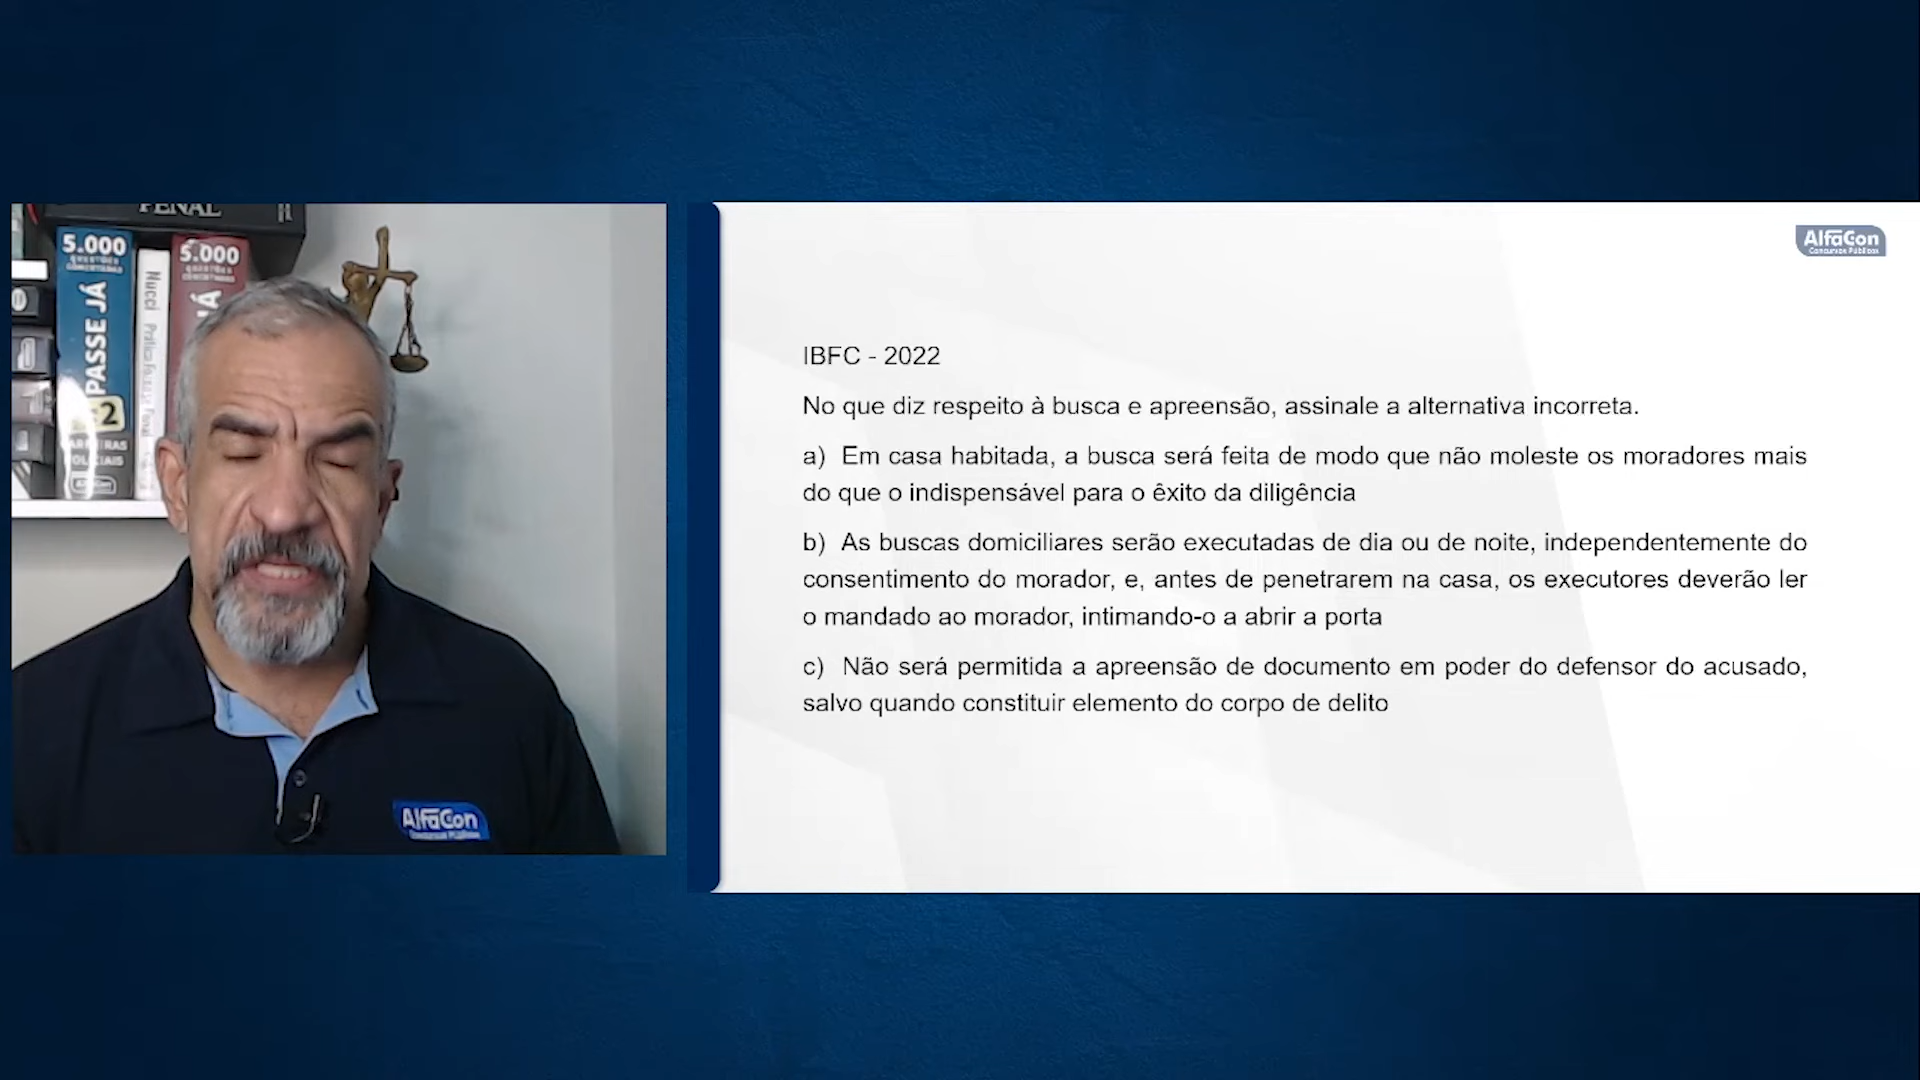 PENAL
5.000
PASSE JÁ
Nucci
5.000
AlfaCon
AlfaCon
Concursos Públicos
IBFC - 2022
No que diz respeito à busca e apreensão, assinale a alternativa incorreta.
a) Em casa habitada, a busca será feita de modo que não moleste os moradores mais
do que o indispensável para o êxito da diligência
b) As buscas domiciliares serão executadas de dia ou de noite, independentemente do
consentimento do morador, e, antes de penetrarem na casa, os executores deverão ler
o mandado ao morador, intimando-o a abrir a porta
c) Não será permitida a apreensão de documento em poder do defensor do acusado,
salvo quando constituir elemento do corpo de delito